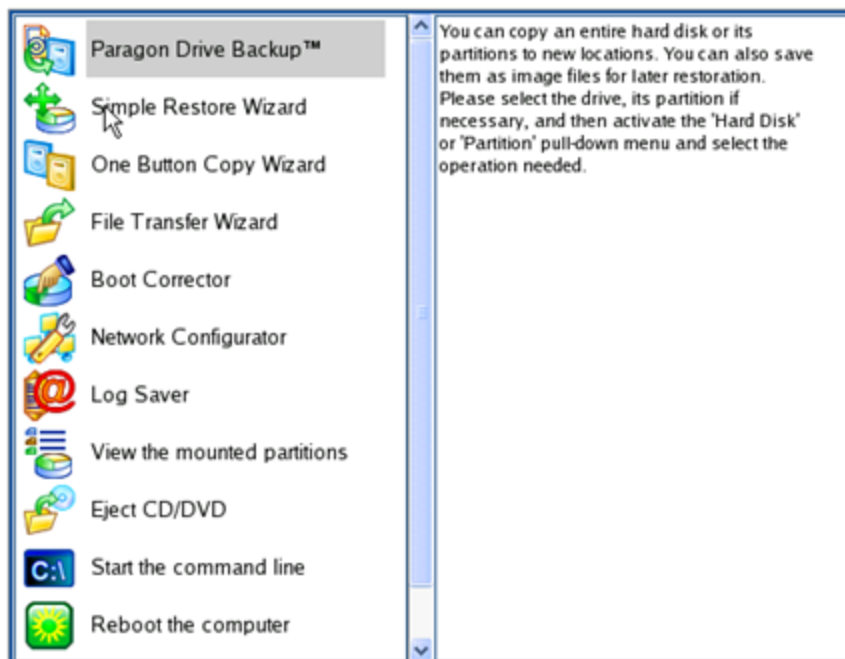 Paragon Drive Backup™
Simple Restore Wizard
One Button Copy Wizard
File Transfer Wizard
Boot Corrector
Network Configurator
Log Saver
View the mounted partitions
Eject CD/DVD
C:\
Start the command line
Reboot the computer
You can copy an entire hard disk or its
partitions to new locations. You can also save
them as image files for later restoration.
Please select the drive, its partition if
necessary, and then activate the 'Hard Disk'
or 'Partition' pull-down menu and select the
operation needed.